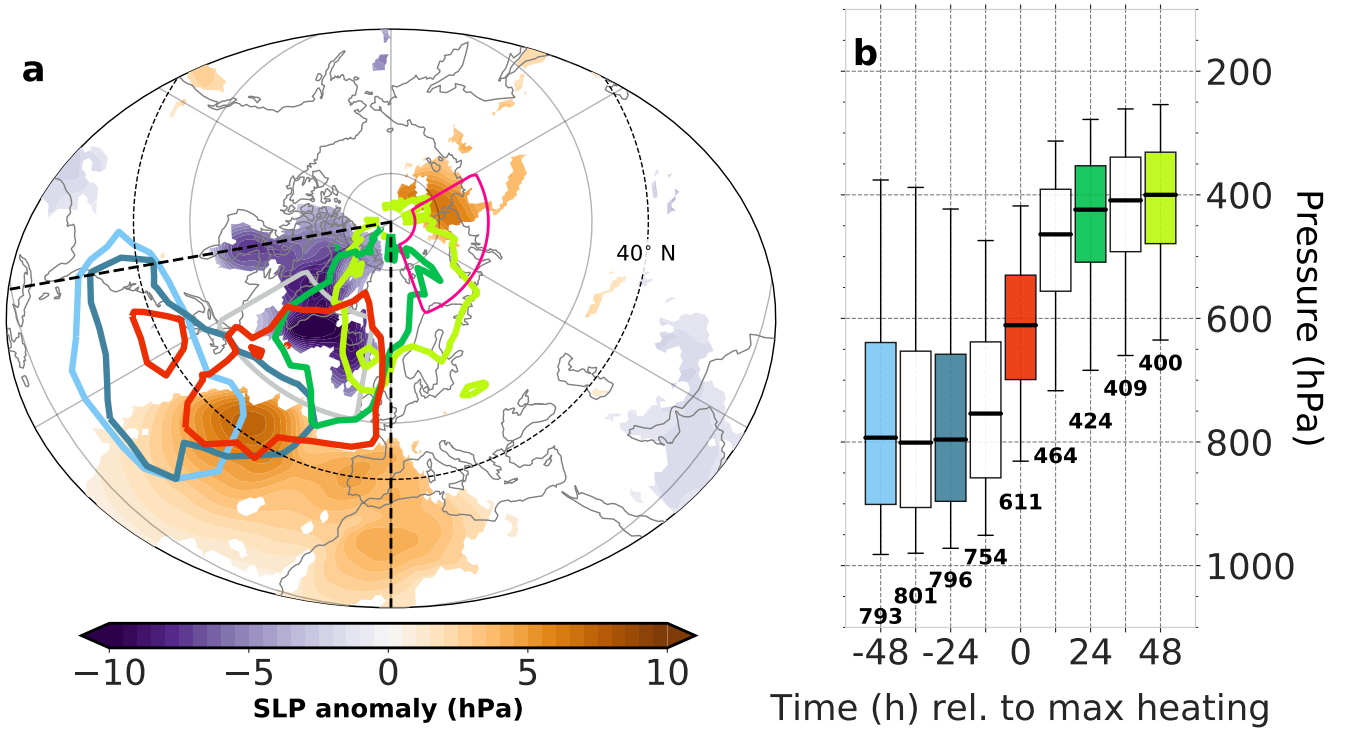 a
40° N
−10 −5 0 5 10
SLP anomaly (hPa)
b
200
400
600
800
1000
Pressure (hPa)
793
801
796
754
611
464
424
409
400
-48 -24 0 24 48
Time (h) rel. to max heating